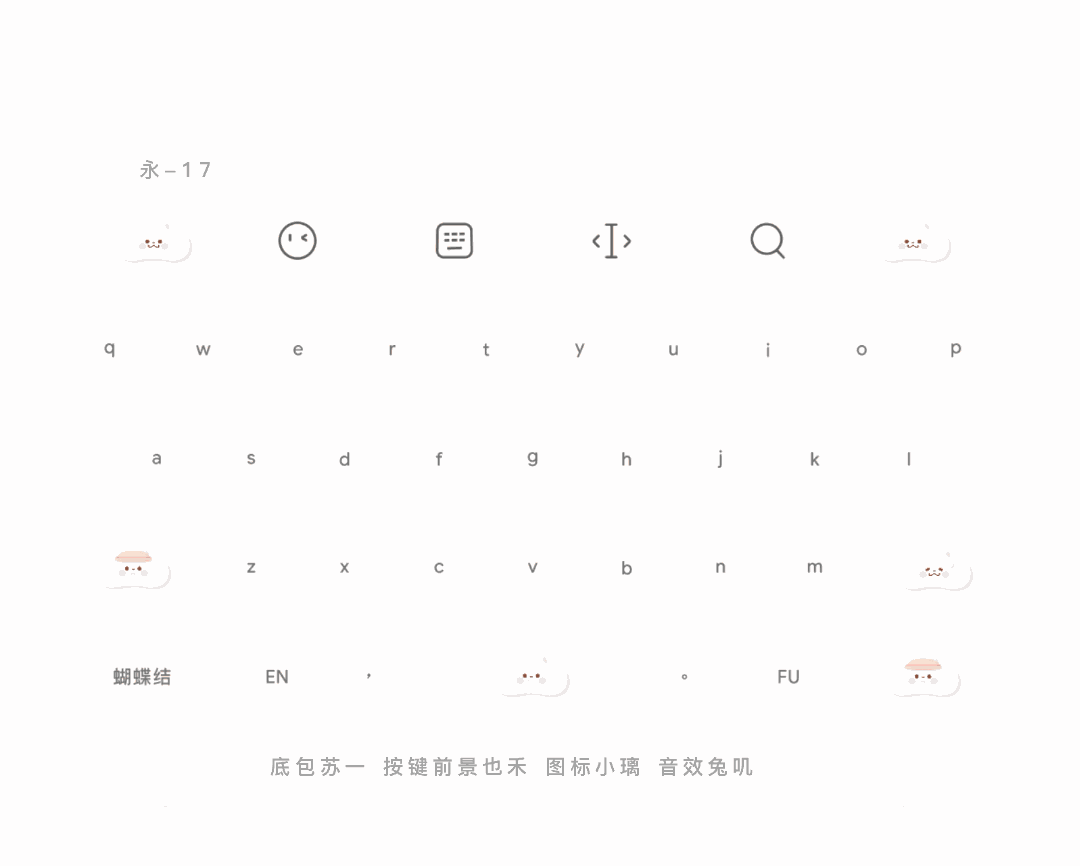 永–17
q w e r t y u i o p
a s d f g h j k l
z x c v b n m
蝴蝶结 EN , 。 FU
底包苏一 按键前景也禾 图标小璃 音效兔叽